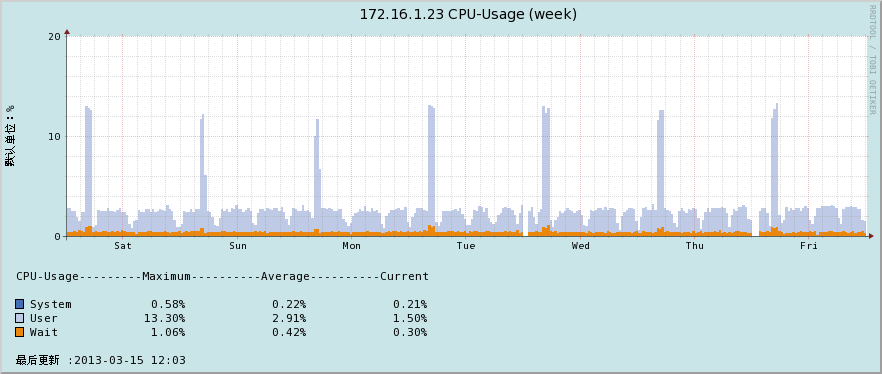 172.16.1.23 CPU-Usage (week)
RRDTOOL / TOBI OETIKER
默认单位：%
20
10
0
Sat Sun Mon Tue Wed Thu Fri
CPU-Usage---------Maximum----------Average----------Current
System 0.58% 0.22% 0.21%
User 13.30% 2.91% 1.50%
Wait 1.06% 0.42% 0.30%
最后更新 :2013-03-15 12:03